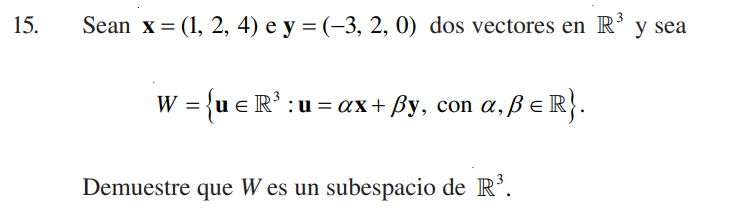 15. Sean x = (1, 2, 4) e y = (−3, 2, 0) dos vectores en ℝ³ y sea
W = {u ∈ ℝ³ : u = αx + βy, con α, β ∈ ℝ}.
Demuestre que W es un subespacio de ℝ³.